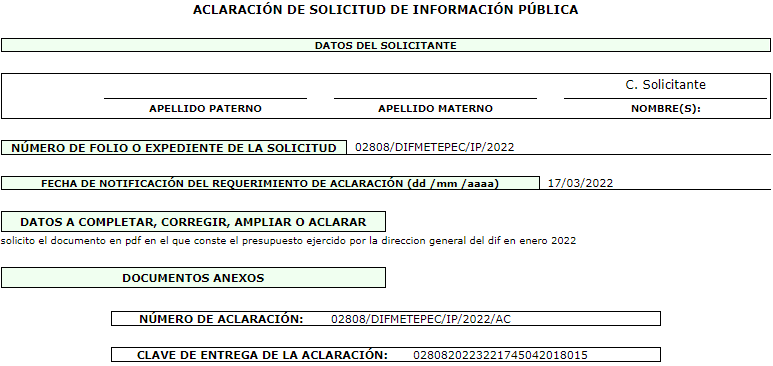 ACLARACIÓN DE SOLICITUD DE INFORMACIÓN PÚBLICA
DATOS DEL SOLICITANTE
C. Solicitante
APELLIDO PATERNO APELLIDO MATERNO NOMBRE(S):
NÚMERO DE FOLIO O EXPEDIENTE DE LA SOLICITUD 02808/DIFMETEPEC/IP/2022
FECHA DE NOTIFICACIÓN DEL REQUERIMIENTO DE ACLARACIÓN (dd /mm /aaaa) 17/03/2022
DATOS A COMPLETAR, CORREGIR, AMPLIAR O ACLARAR
solicito el documento en pdf en el que conste el presupuesto ejercido por la direccion general del dif en enero 2022
DOCUMENTOS ANEXOS
NÚMERO DE ACLARACIÓN: 02808/DIFMETEPEC/IP/2022/AC
CLAVE DE ENTREGA DE LA ACLARACIÓN: 0280820223221745042018015